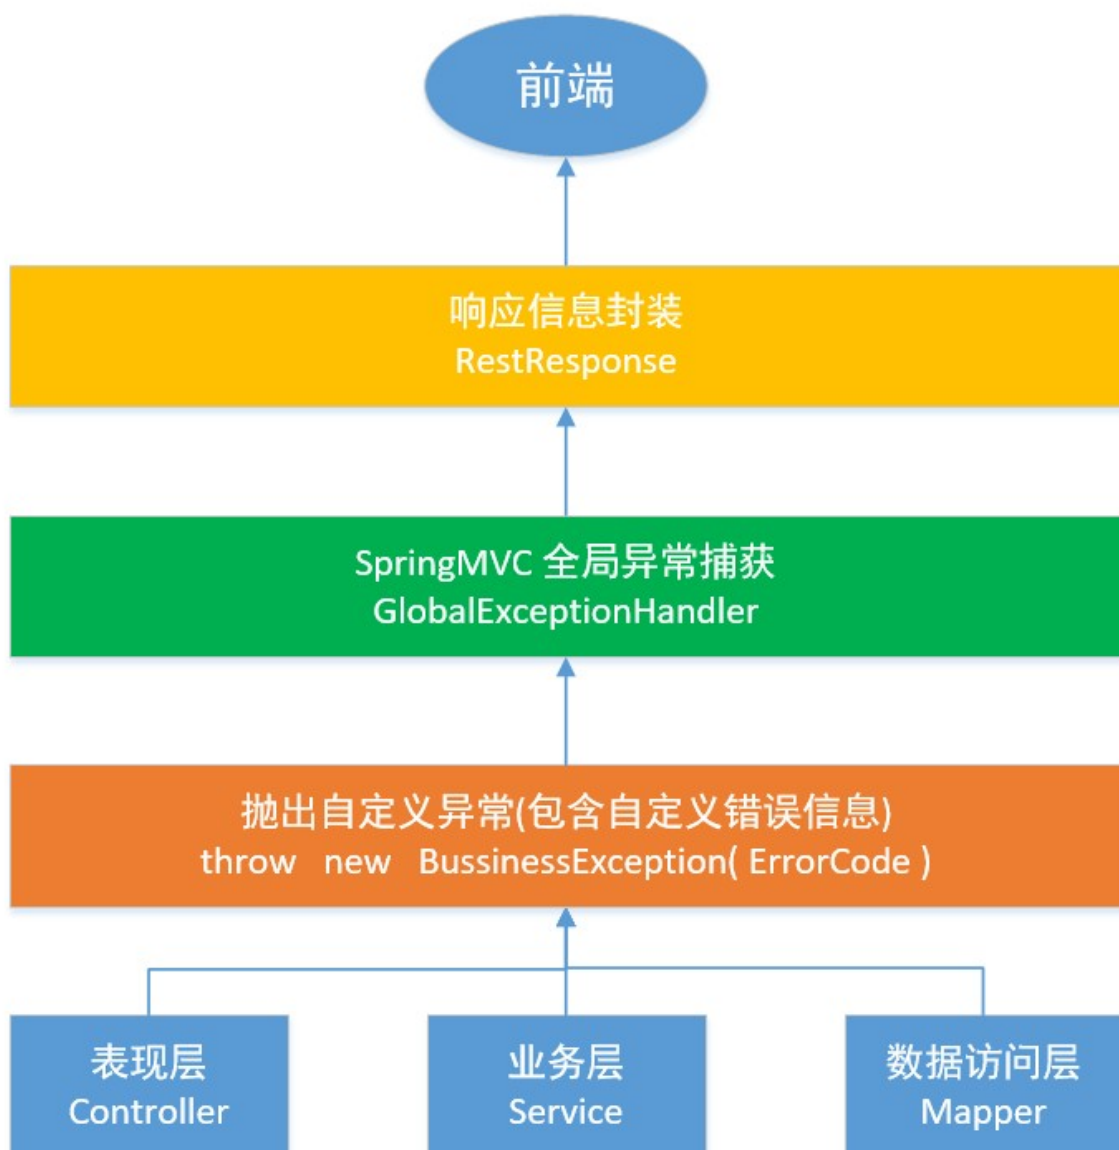 前端
响应信息封装
RestResponse
SpringMVC 全局异常捕获
GlobalExceptionHandler
抛出自定义异常(包含自定义错误信息)
throw new BussinessException( ErrorCode )
表现层
Controller
业务层
Service
数据访问层
Mapper